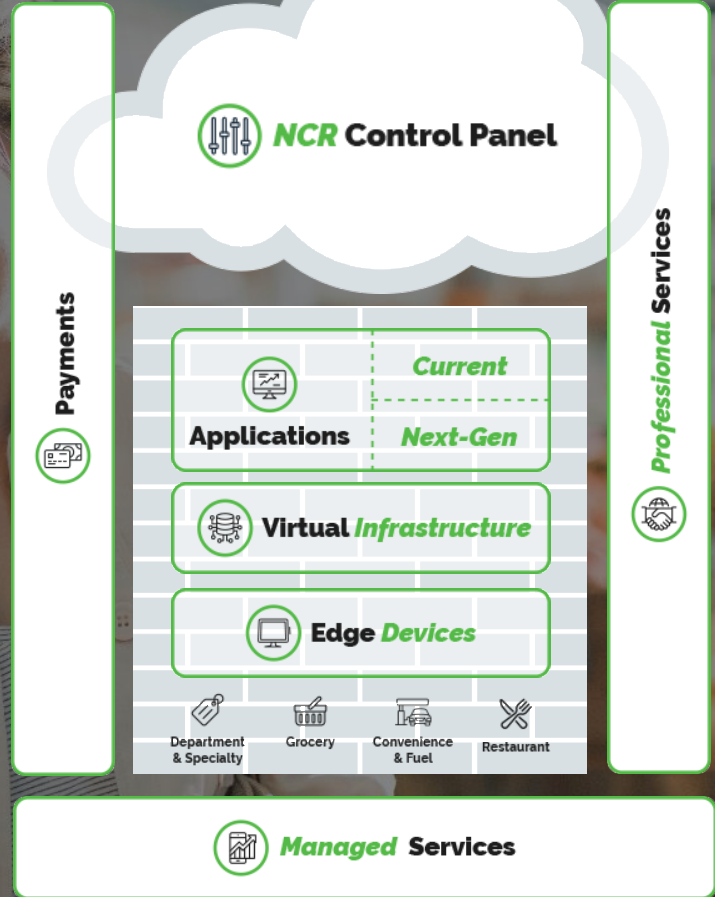 NCR Control Panel
Payments
Professional Services
Applications
Current
Next-Gen
Virtual Infrastructure
Edge Devices
Department
& Specialty
Grocery
Convenience
& Fuel
Restaurant
Managed Services